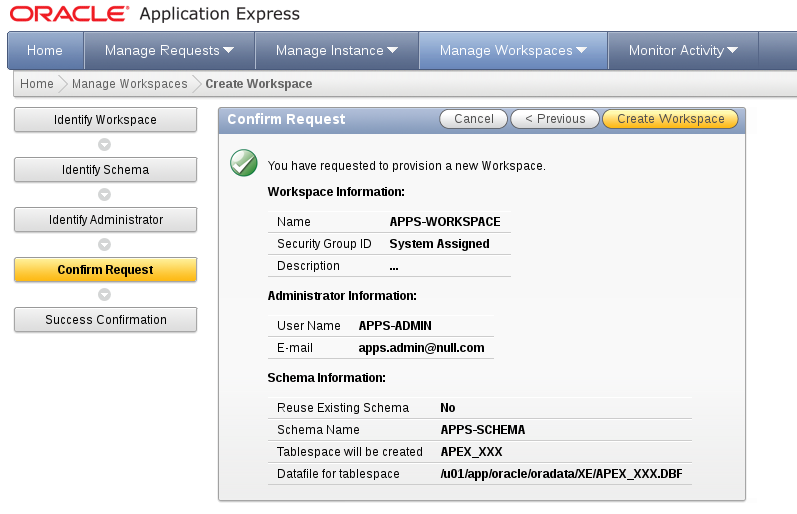 ORACLE® Application Express
Home Manage Requests Manage Instance Manage Workspaces Monitor Activity
Home Manage Workspaces Create Workspace
Identify Workspace
Identify Schema
Identify Administrator
Confirm Request
Success Confirmation
Confirm Request Cancel < Previous Create Workspace
You have requested to provision a new Workspace.
Workspace Information:
Name APPS-WORKSPACE
Security Group ID System Assigned
Description ...
Administrator Information:
User Name APPS-ADMIN
E-mail apps.admin@null.com
Schema Information:
Reuse Existing Schema No
Schema Name APPS-SCHEMA
Tablespace will be created APEX_XXX
Datafile for tablespace /u01/app/oracle/oradata/XE/APEX_XXX.DBF